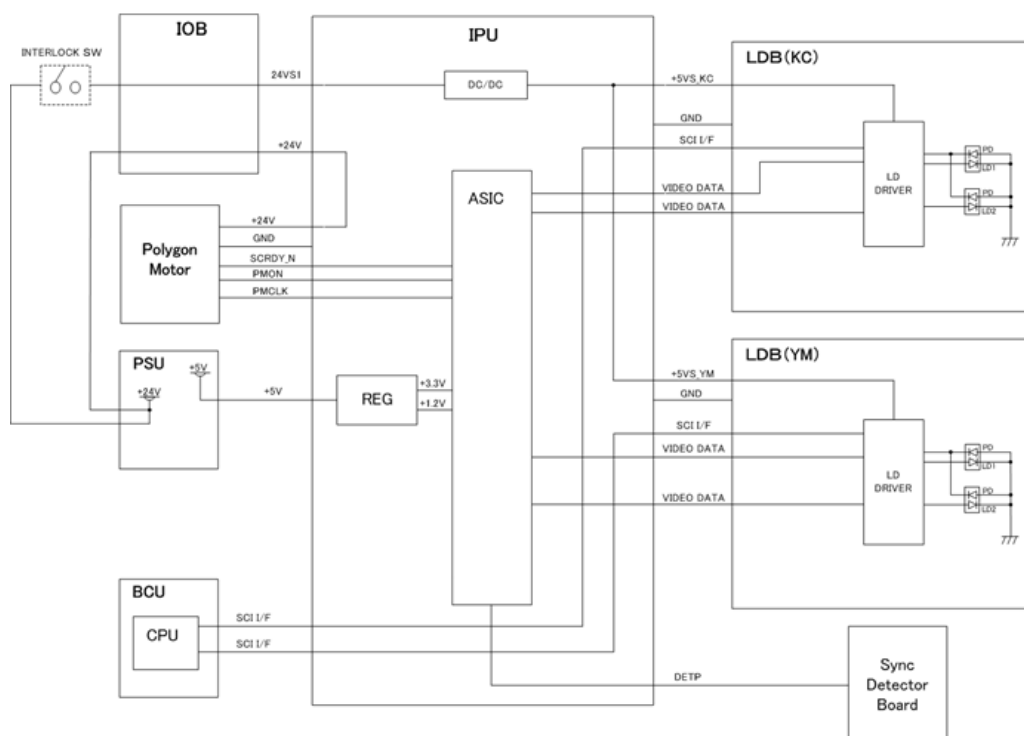 IOB
IPU
INTERLOCK SW
24VS1
DC/DC
+5VS_KC
LDB(KC)
GND
SCI I/F
+24V
ASIC
VIDEO DATA
VIDEO DATA
LD
DRIVER
PD
LD1
PD
LD2
Polygon
Motor
+24V
GND
SCRDY_N
PMON
PMCLK
PSU
+5V
+24V
+5V
REG
+3.3V
+1.2V
LDB(YM)
+5VS_YM
GND
SCI I/F
VIDEO DATA
VIDEO DATA
LD
DRIVER
PD
LD1
PD
LD2
BCU
CPU
SCI I/F
SCI I/F
DETIP
Sync
Detector
Board